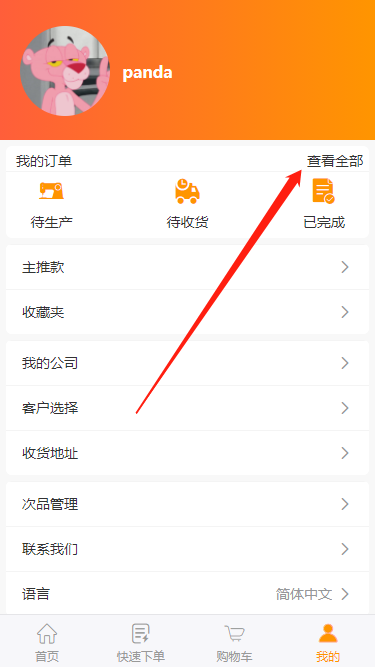 panda
我的订单 查看全部
待生产 待收货 已完成
主推款
收藏夹
我的公司
客户选择
收货地址
次品管理
联系我们
语言 简体中文
首页 快速下单 购物车 我的